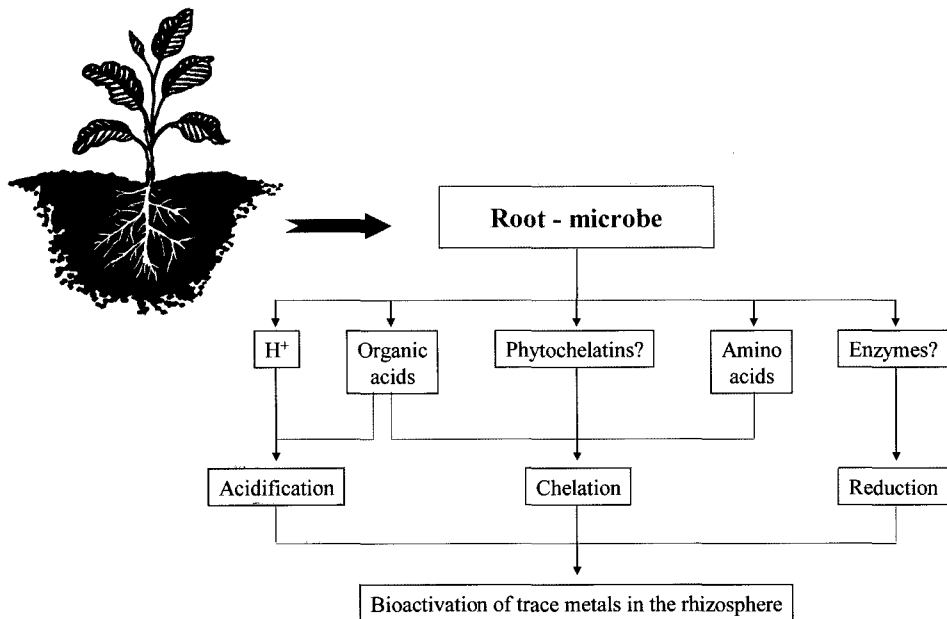 Root - microbe
H⁺
Organic
acids
Phytochelatins?
Amino
acids
Enzymes?
Acidification
Chelation
Reduction
Bioactivation of trace metals in the rhizosphere